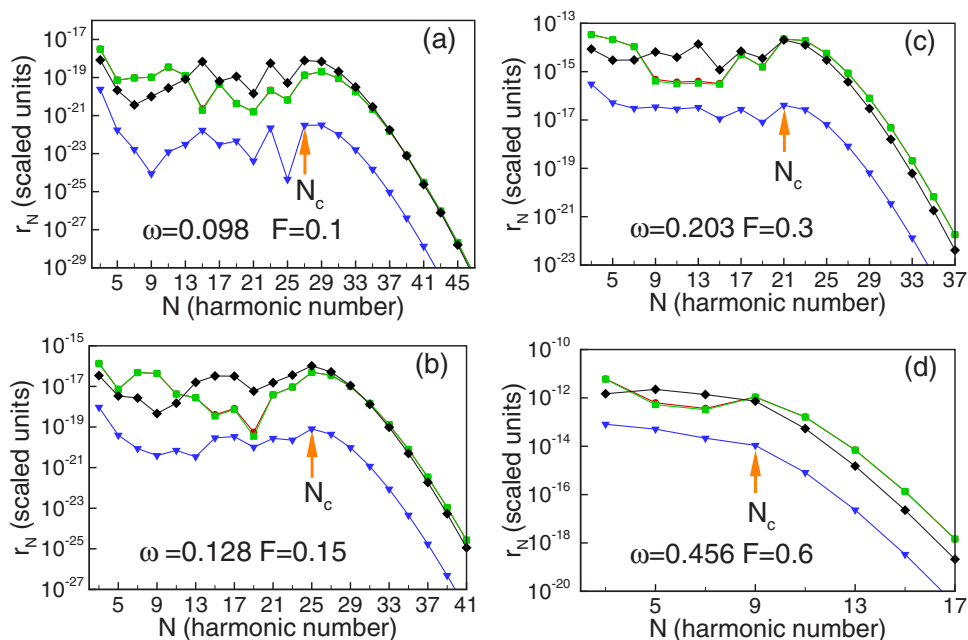 (a)
r_N (scaled units)
10^-17
10^-19
10^-21
10^-23
10^-25
10^-27
10^-29
N_c
ω=0.098 F=0.1
5 9 13 17 21 25 29 33 37 41 45
N (harmonic number)
(c)
r_N (scaled units)
10^-13
10^-15
10^-17
10^-19
10^-21
10^-23
N_c
ω=0.203 F=0.3
5 9 13 17 21 25 29 33 37
N (harmonic number)
(b)
r_N (scaled units)
10^-15
10^-17
10^-19
10^-21
10^-23
10^-25
10^-27
N_c
ω=0.128 F=0.15
5 9 13 17 21 25 29 33 37 41
N (harmonic number)
(d)
r_N (scaled units)
10^-10
10^-12
10^-14
10^-16
10^-18
10^-20
N_c
ω=0.456 F=0.6
5 9 13 17
N (harmonic number)